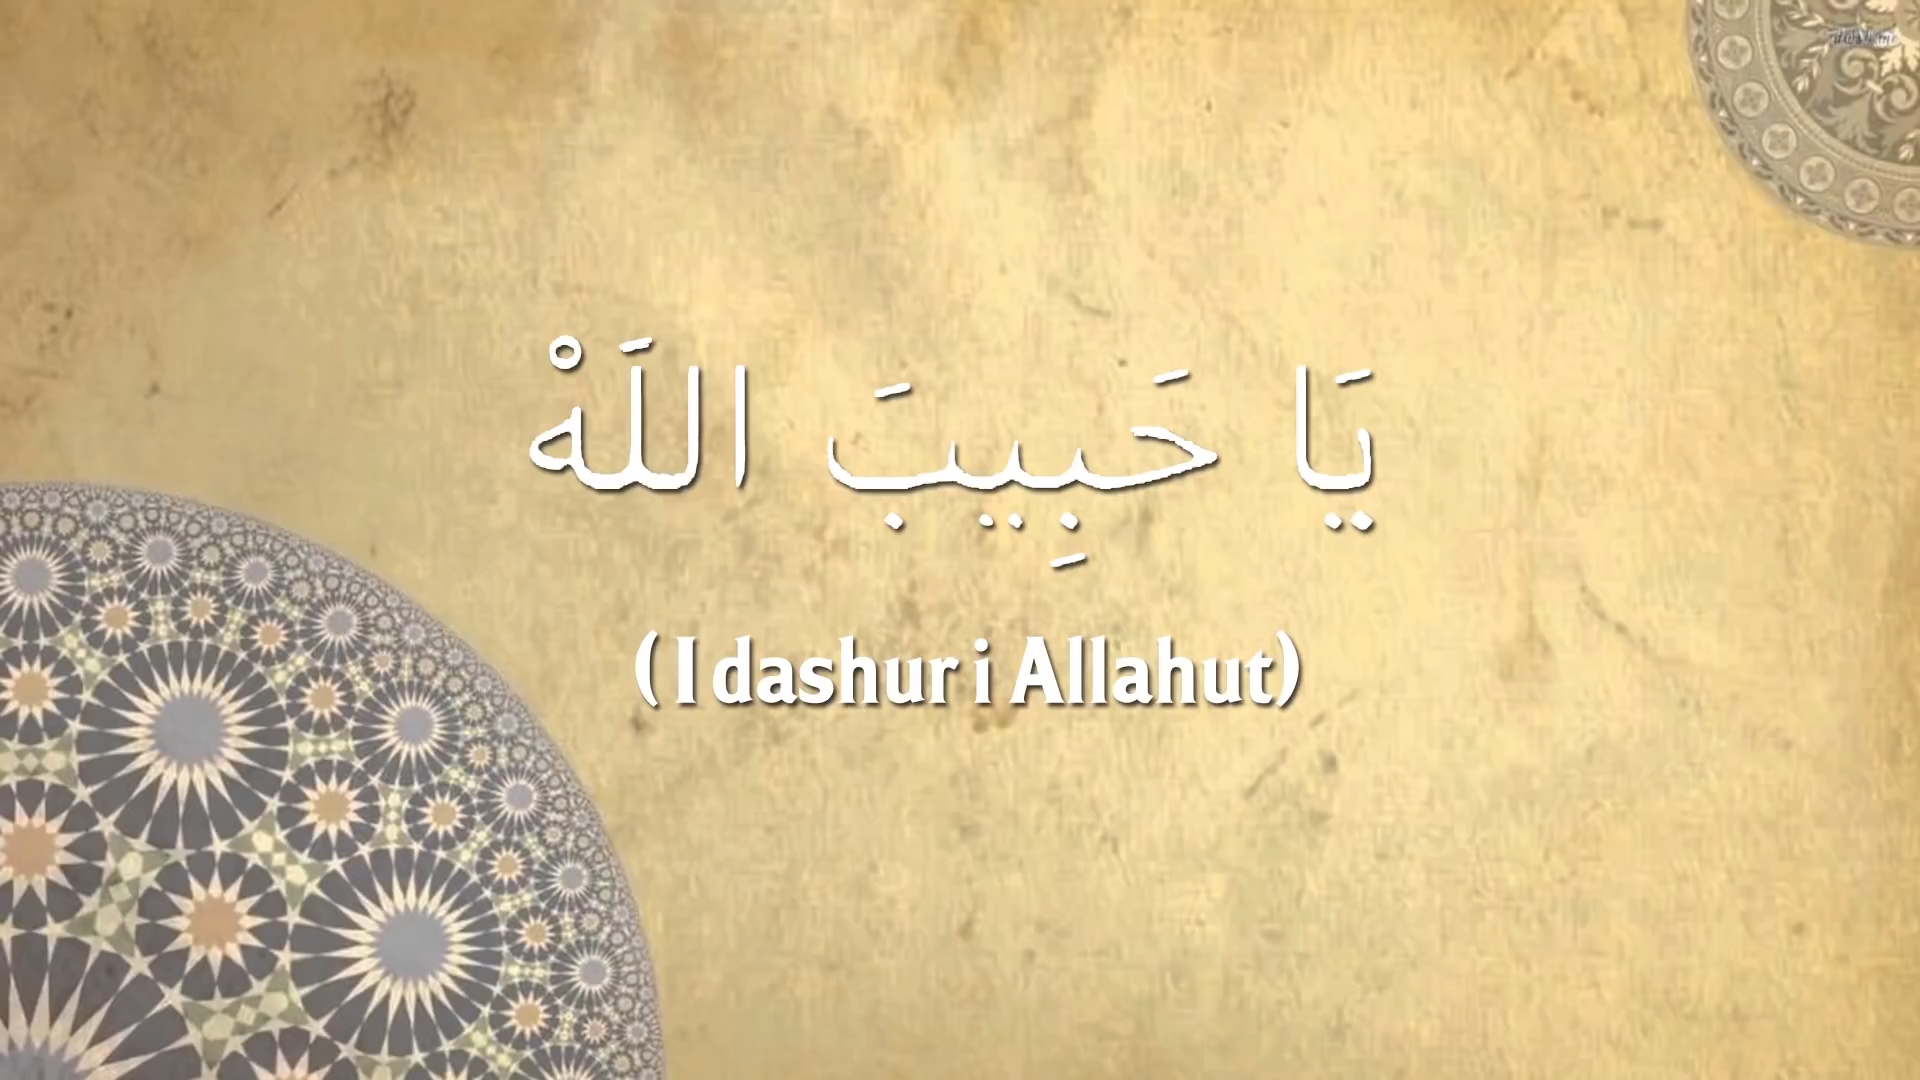 يَا حَبِيبَ اللَهْ
( I dashur i Allahut)